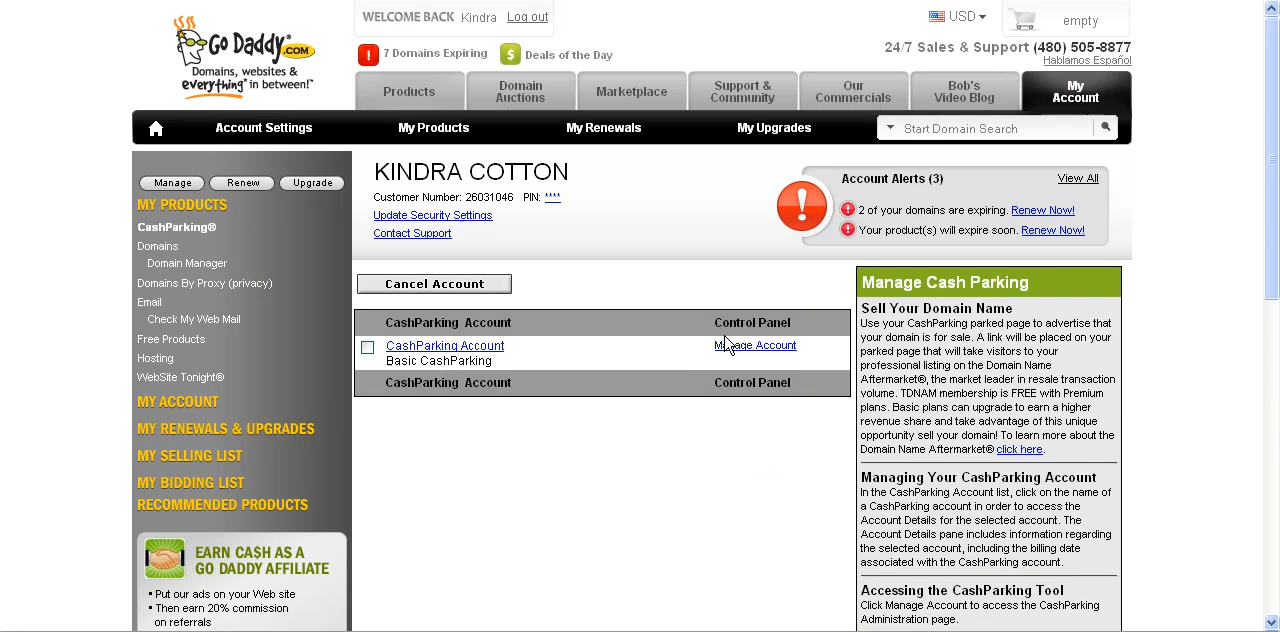 WELCOME BACK Kindra Log out
USD
empty
Go Daddy .COM
Domains, websites &
everything* in between!™
! 7 Domains Expiring $ Deals of the Day
24/7 Sales & Support (480) 505-8877
Hablamos Español
Products
Domain
Auctions
Marketplace
Support &
Community
Our
Commercials
Bob's
Video Blog
My
Account
Account Settings My Products My Renewals My Upgrades Start Domain Search
Manage Renew Upgrade
MY PRODUCTS
CashParking®
Domains
Domain Manager
Domains By Proxy (privacy)
Email
Check My Web Mail
Free Products
Hosting
WebSite Tonight®
MY ACCOUNT
MY RENEWALS & UPGRADES
MY SELLING LIST
MY BIDDING LIST
RECOMMENDED PRODUCTS
EARN CA$H AS A
GO DADDY AFFILIATE
• Put our ads on your Web site
• Then earn 20% commission
on referrals
KINDRA COTTON
Customer Number: 26031046 PIN: ****
Update Security Settings
Contact Support
! Account Alerts (3) View All
! 2 of your domains are expiring. Renew Now!
! Your product(s) will expire soon. Renew Now!
Cancel Account
CashParking Account Control Panel
CashParking Account Manage Account
Basic CashParking
CashParking Account Control Panel
Manage Cash Parking
Sell Your Domain Name
Use your CashParking parked page to advertise that
your domain is for sale. A link will be placed on your
parked page that will take visitors to your
professional listing on the Domain Name
Aftermarket®, the market leader in resale transaction
volume. TDNAM membership is FREE with Premium
plans. Basic plans can upgrade to earn a higher
revenue share and take advantage of this unique
opportunity sell your domain! To learn more about the
Domain Name Aftermarket® click here.
Managing Your CashParking Account
In the CashParking Account list, click on the name of
a CashParking account in order to access the
Account Details for the selected account. The
Account Details pane includes information regarding
the selected account, including the billing date
associated with the CashParking account.
Accessing the CashParking Tool
Click Manage Account to access the CashParking
Administration page.